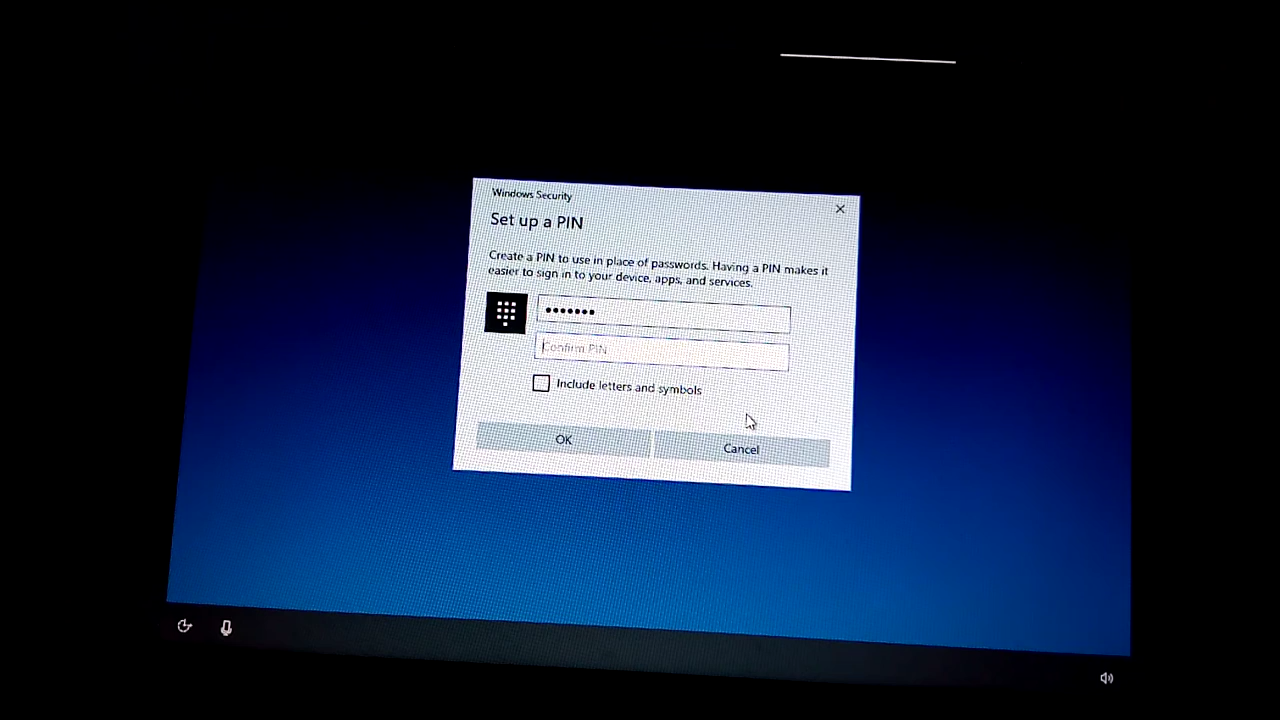 Windows Security
Set up a PIN
Create a PIN to use in place of passwords. Having a PIN makes it
easier to sign in to your device, apps, and services.
•••••••
Confirm PIN
Include letters and symbols
OK
Cancel